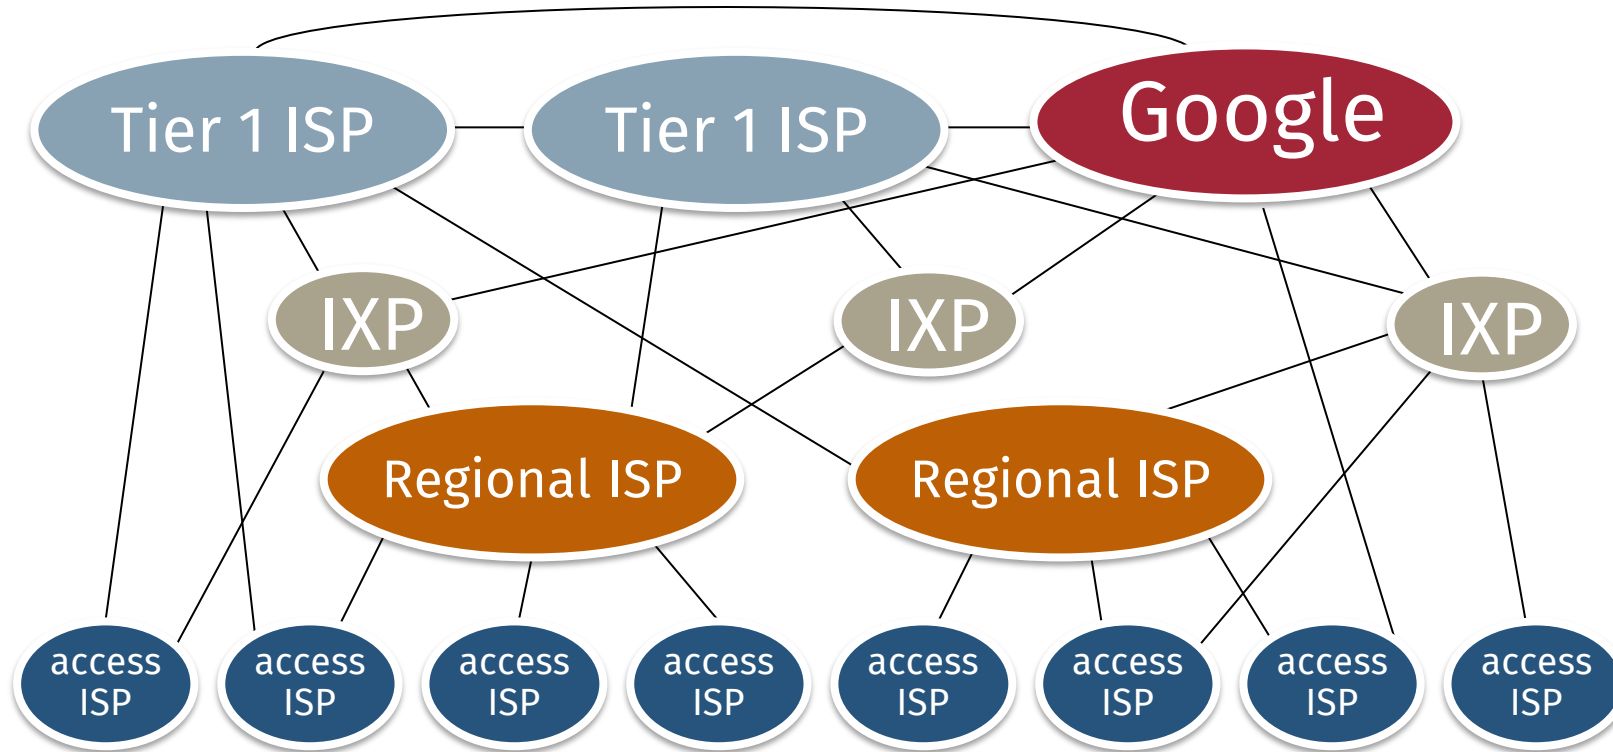 Tier 1 ISP
Tier 1 ISP
Google
IXP
IXP
IXP
Regional ISP
Regional ISP
access
ISP
access
ISP
access
ISP
access
ISP
access
ISP
access
ISP
access
ISP
access
ISP